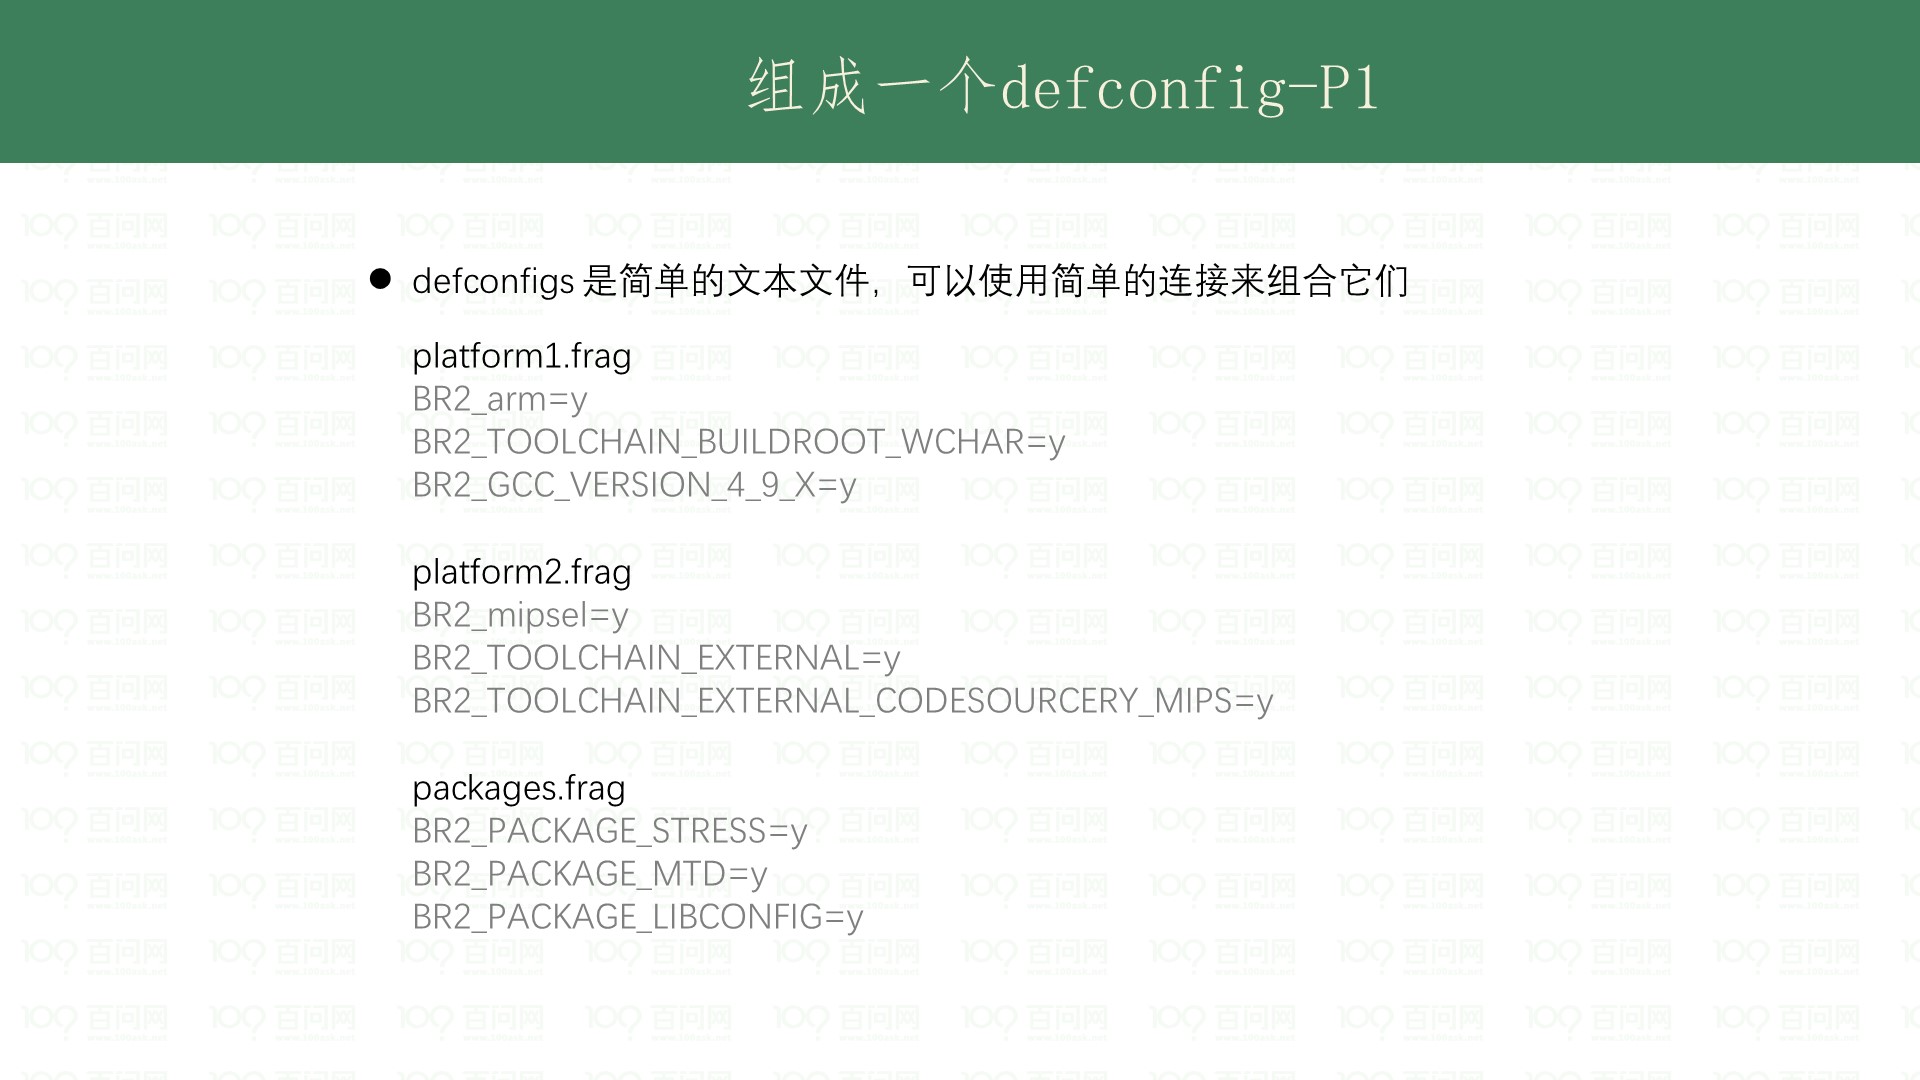 组成一个defconfig-P1
● defconfigs 是简单的文本文件，可以使用简单的连接来组合它们
platform1.frag
BR2_arm=y
BR2_TOOLCHAIN_BUILDROOT_WCHAR=y
BR2_GCC_VERSION_4_9_X=y
platform2.frag
BR2_mipsel=y
BR2_TOOLCHAIN_EXTERNAL=y
BR2_TOOLCHAIN_EXTERNAL_CODESOURCERY_MIPS=y
packages.frag
BR2_PACKAGE_STRESS=y
BR2_PACKAGE_MTD=y
BR2_PACKAGE_LIBCONFIG=y